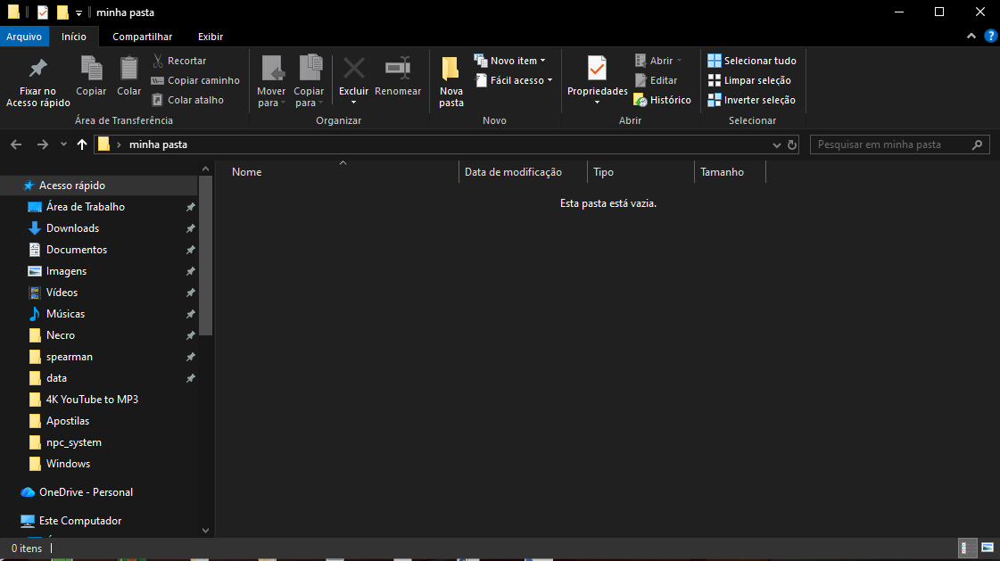 minha pasta
Arquivo Início Compartilhar Exibir ?
Fixar no
Acesso rápido
Copiar
Colar
Recortar
Copiar caminho
Colar atalho
Área de Transferência
Mover
para
Copiar
para
Excluir
Renomear
Organizar
Nova
pasta
Novo item
Fácil acesso
Novo
Propriedades
Abrir
Editar
Histórico
Abrir
Selecionar tudo
Limpar seleção
Inverter seleção
Selecionar
minha pasta
Pesquisar em minha pasta
Nome Data de modificação Tipo Tamanho
Esta pasta está vazia.
Acesso rápido
Área de Trabalho
Downloads
Documentos
Imagens
Vídeos
Músicas
Necro
spearman
data
4K YouTube to MP3
Apostilas
npc_system
Windows
OneDrive - Personal
Este Computador
0 itens